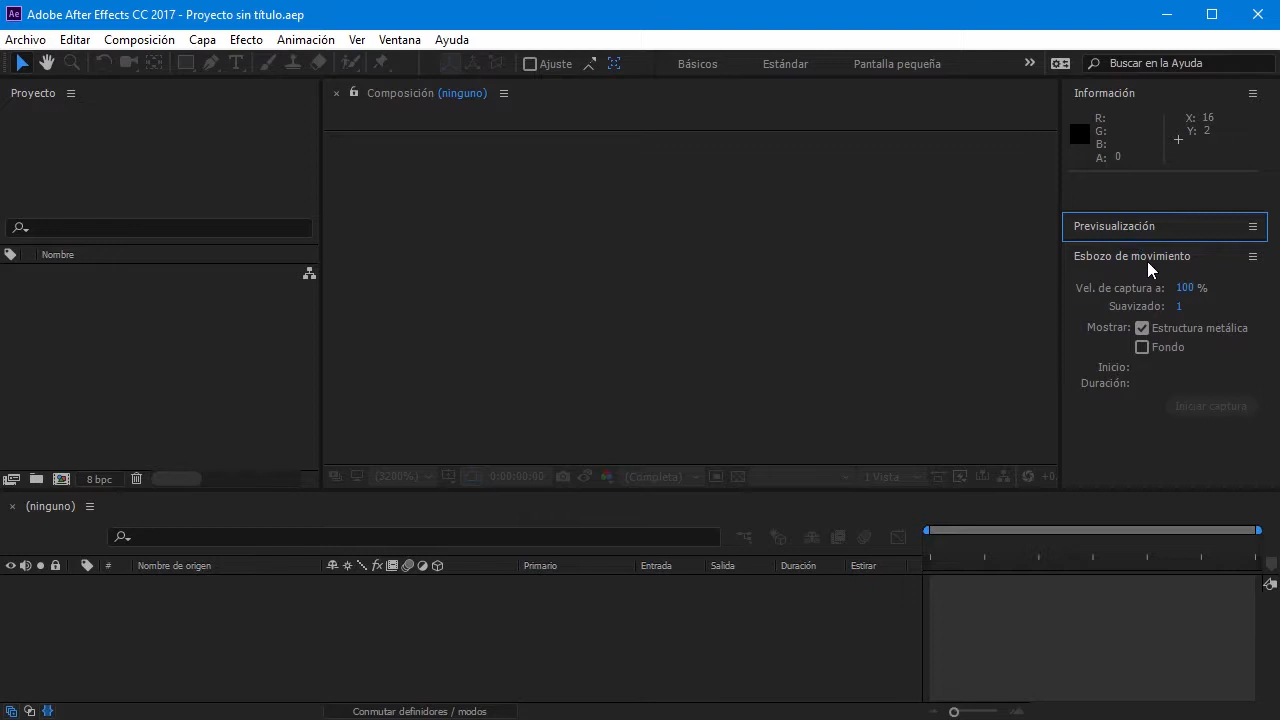 Ae Adobe After Effects CC 2017 - Proyecto sin título.aep
Archivo Editar Composición Capa Efecto Animación Ver Ventana Ayuda
T Ajuste Básicos Estándar Pantalla pequeña » Buscar en la Ayuda
Proyecto
× Composición (ninguno)
Información
R: X: 16
G: Y: 2
B:
A: 0
Previsualización
Nombre
Esbozo de movimiento
Vel. de captura a: 100 %
Suavizado: 1
Mostrar: Estructura metálica
Fondo
Inicio:
Duración:
Iniciar captura
8 bpc
(3200%) 0:00:00:00 (Completa) 1 Vista +0,
× (ninguno)
# Nombre de origen fx Primario Entrada Salida Duración Estirar
Conmutar definidores / modos